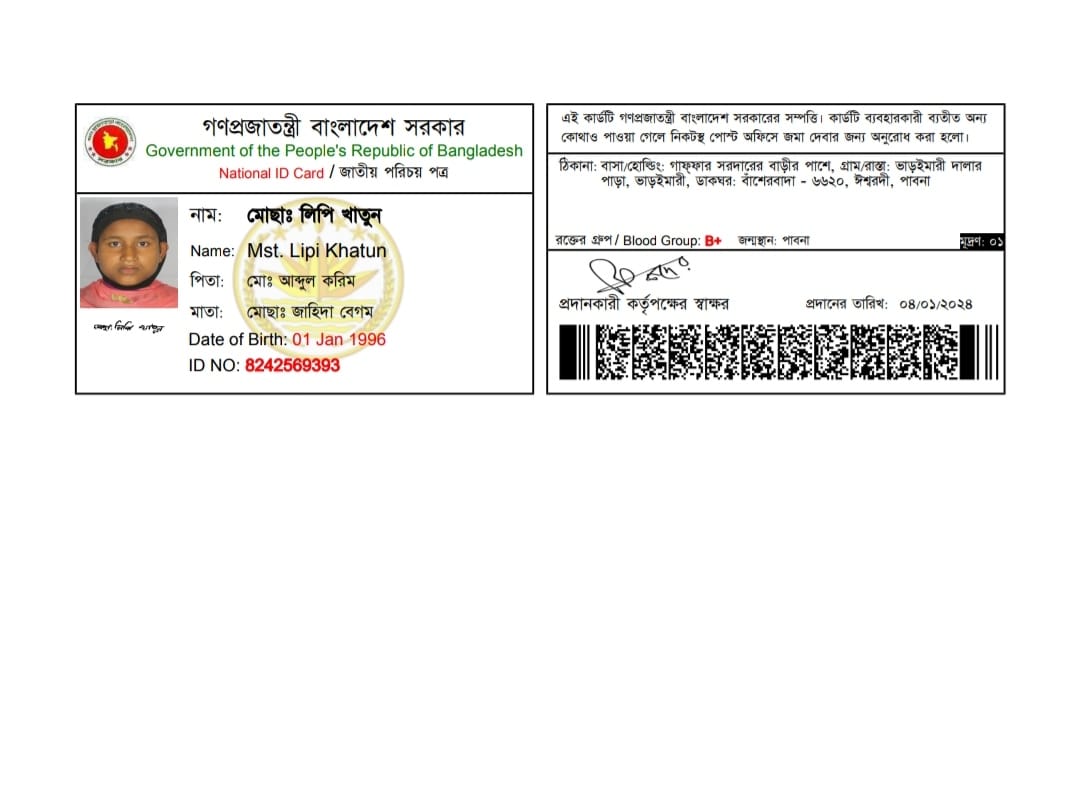 গণপ্রজাতন্ত্রী বাংলাদেশ সরকার
Government of the People's Republic of Bangladesh
National ID Card / জাতীয় পরিচয় পত্র
নাম: মোছাঃ লিপি খাতুন
Name: Mst. Lipi Khatun
পিতা: মোঃ আব্দুল করিম
মাতা: মোছাঃ জাহিদা বেগম
Date of Birth: 01 Jan 1996
ID NO: 8242569393
মোছাঃ লিপি খাতুন
এই কার্ডটি গণপ্রজাতন্ত্রী বাংলাদেশ সরকারের সম্পত্তি। কার্ডটি ব্যবহারকারী ব্যতীত অন্য
কোথাও পাওয়া গেলে নিকটস্থ পোস্ট অফিসে জমা দেবার জন্য অনুরোধ করা হলো।
ঠিকানা: বাসা/হোল্ডিং: গাফ্ফার সরদারের বাড়ীর পাশে, গ্রাম/রাস্তা: ভাড়ইমারী দালার
পাড়া, ভাড়ইমারী, ডাকঘর: বাঁশেরবাদা - ৬৬২০, ঈশ্বরদী, পাবনা
রক্তের গ্রুপ / Blood Group: B+ জন্মস্থান: পাবনা মুদ্রণ: ০১
প্রদানকারী কর্তৃপক্ষের স্বাক্ষর প্রদানের তারিখ: ০৪/০১/২০২৪